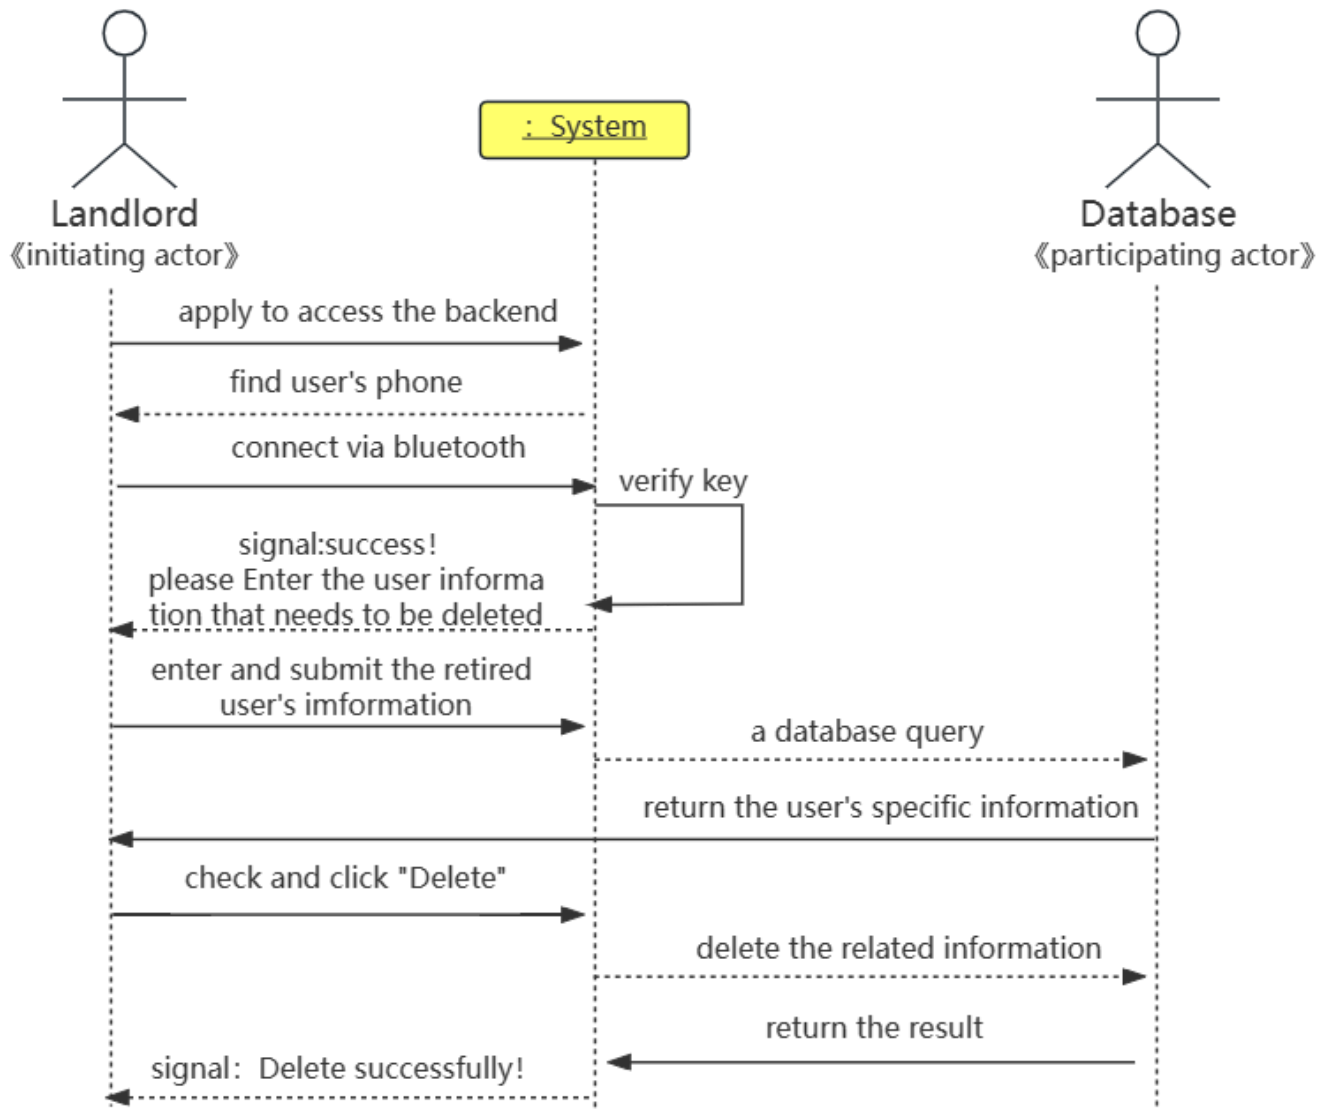 ： System
Landlord
《initiating actor》
Database
《participating actor》
apply to access the backend
find user's phone
connect via bluetooth
verify key
signal:success！
please Enter the user informa
tion that needs to be deleted
enter and submit the retired
user's imformation
a database query
return the user's specific information
check and click "Delete"
delete the related information
return the result
signal： Delete successfully！